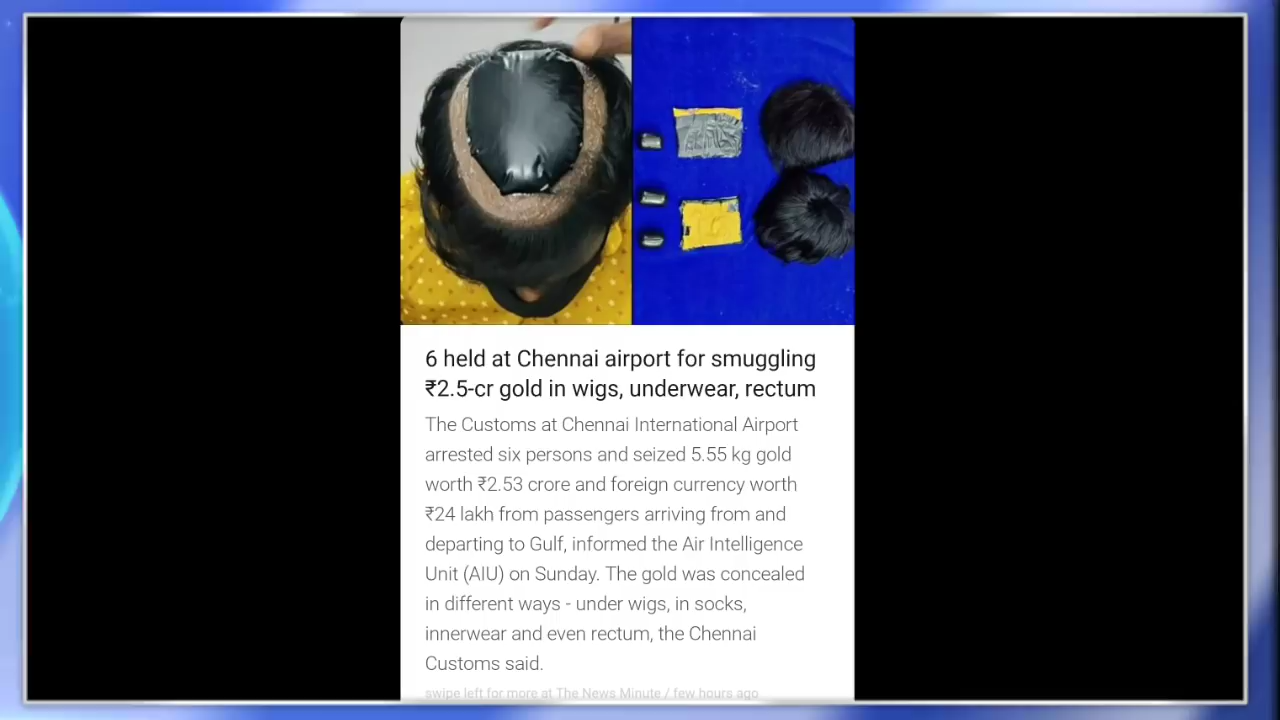 6 held at Chennai airport for smuggling
₹2.5-cr gold in wigs, underwear, rectum
The Customs at Chennai International Airport
arrested six persons and seized 5.55 kg gold
worth ₹2.53 crore and foreign currency worth
₹24 lakh from passengers arriving from and
departing to Gulf, informed the Air Intelligence
Unit (AIU) on Sunday. The gold was concealed
in different ways - under wigs, in socks,
innerwear and even rectum, the Chennai
Customs said.
swipe left for more at The News Minute / few hours ago